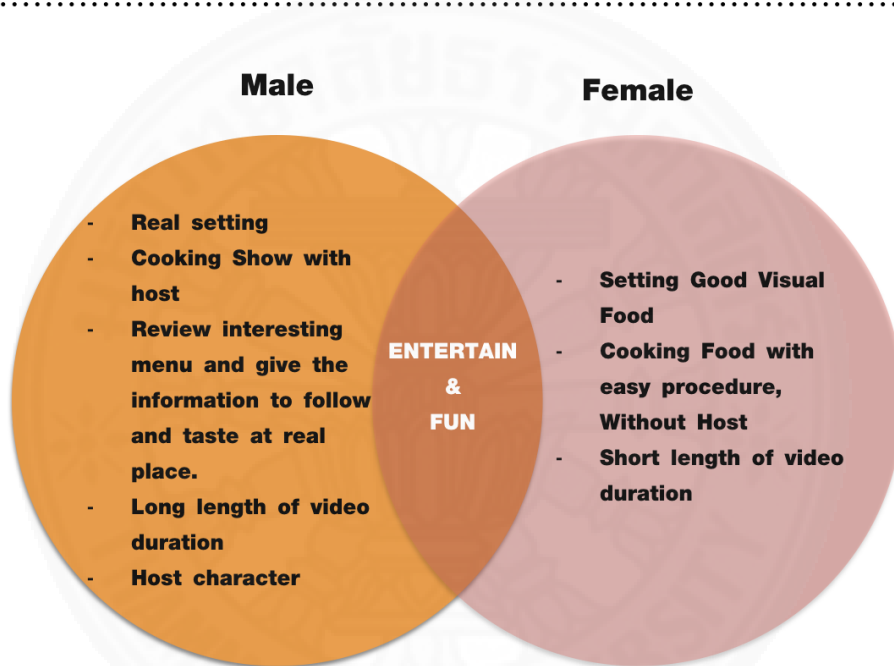 Male
- Real setting
- Cooking Show with
host
- Review interesting
menu and give the
information to follow
and taste at real
place.
- Long length of video
duration
- Host character
ENTERTAIN
&
FUN
Female
- Setting Good Visual
Food
- Cooking Food with
easy procedure,
Without Host
- Short length of video
duration